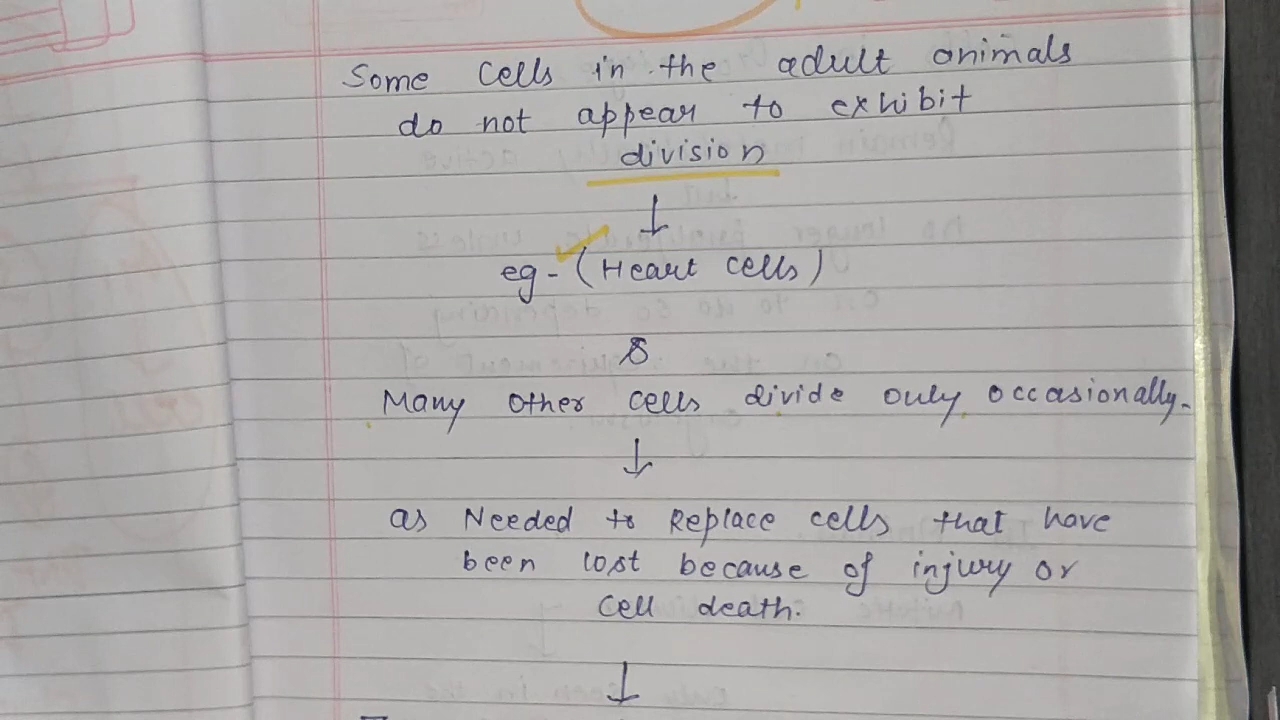 Some cells in the adult animals
do not appear to exhibit
division
↓
eg - (Heart cells)
&
Many other cells divide only occasionally.
↓
as Needed to Replace cells that have
been lost because of injury or
cell death.
↓